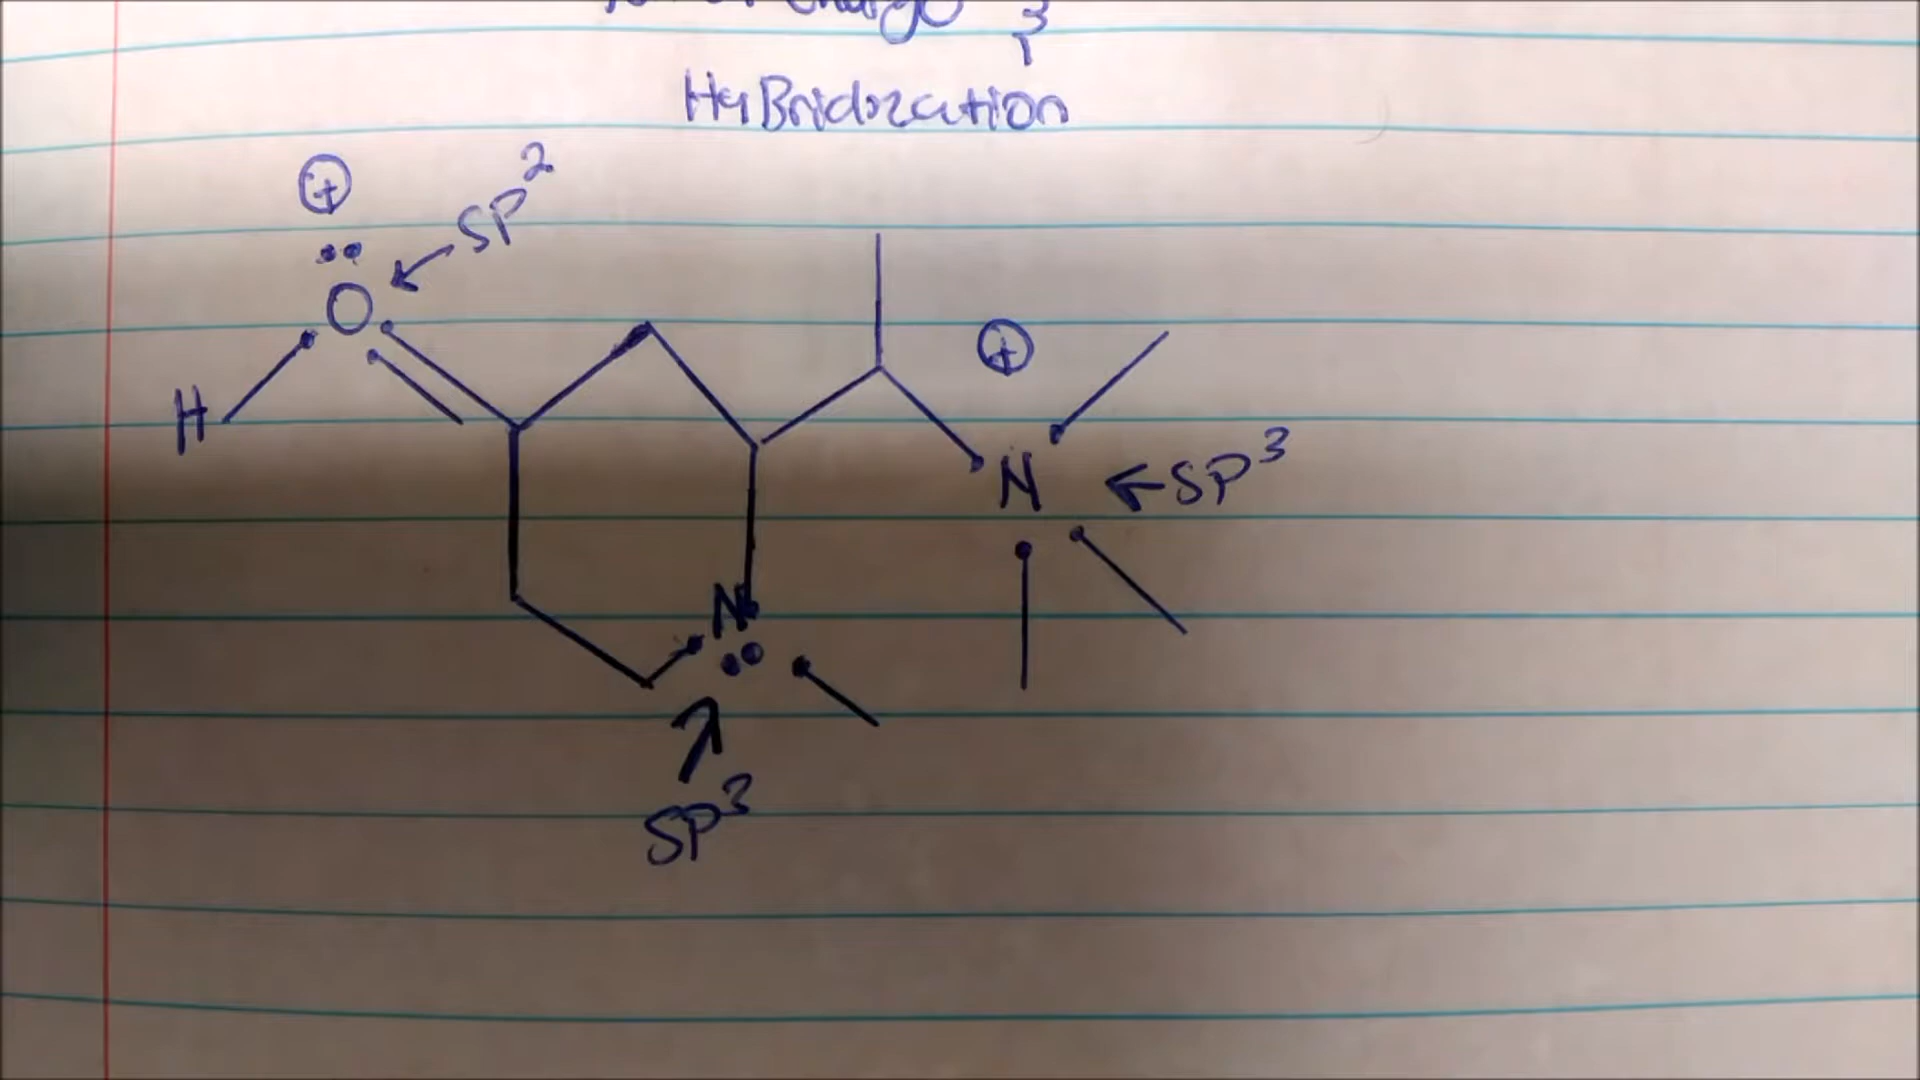 HyBridization
+
SP²
O
+
H
N
SP³
N
SP³